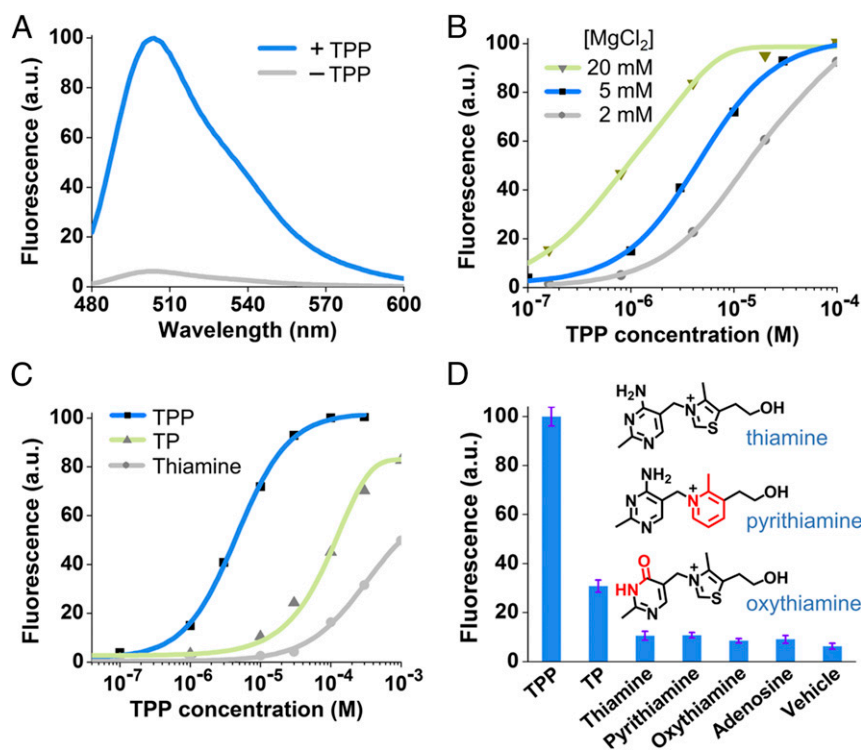 A
Fluorescence (a.u.)
100
80
60
40
20
0
+ TPP
− TPP
480 510 540 570 600
Wavelength (nm)
B
Fluorescence (a.u.)
100
80
60
40
20
0
[MgCl₂]
20 mM
5 mM
2 mM
10⁻⁷ 10⁻⁶ 10⁻⁵ 10⁻⁴
TPP concentration (M)
C
Fluorescence (a.u.)
100
80
60
40
20
0
TPP
TP
Thiamine
10⁻⁷ 10⁻⁶ 10⁻⁵ 10⁻⁴ 10⁻³
TPP concentration (M)
D
Fluorescence (a.u.)
100
80
60
40
20
0
H₂N
N
N
N
+
S
OH
thiamine
NH₂
N
N
N
+
OH
pyrithiamine
O
HN
N
N
+
S
OH
oxythiamine
TPP
TP
Thiamine
Pyrithiamine
Oxythiamine
Adenosine
Vehicle